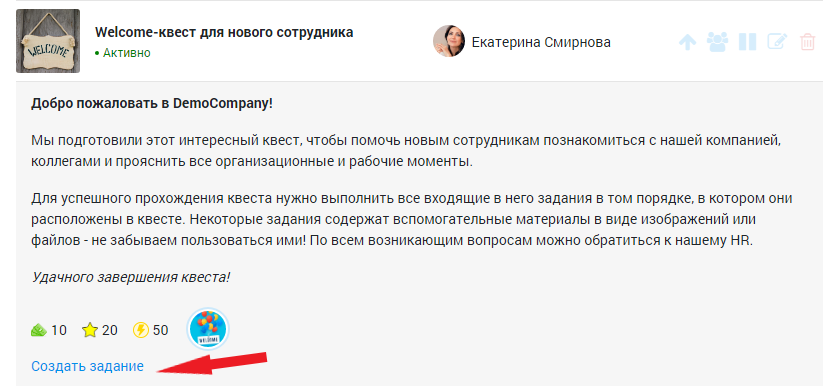 WELCOME
Welcome-квест для нового сотрудника
Активно
Екатерина Смирнова
Добро пожаловать в DemoCompany!
Мы подготовили этот интересный квест, чтобы помочь новым сотрудникам познакомиться с нашей компанией,
коллегами и прояснить все организационные и рабочие моменты.
Для успешного прохождения квеста нужно выполнить все входящие в него задания в том порядке, в котором они
расположены в квесте. Некоторые задания содержат вспомогательные материалы в виде изображений или
файлов - не забываем пользоваться ими! По всем возникающим вопросам можно обратиться к нашему HR.
Удачного завершения квеста!
10 20 50 WELCOME
Создать задание